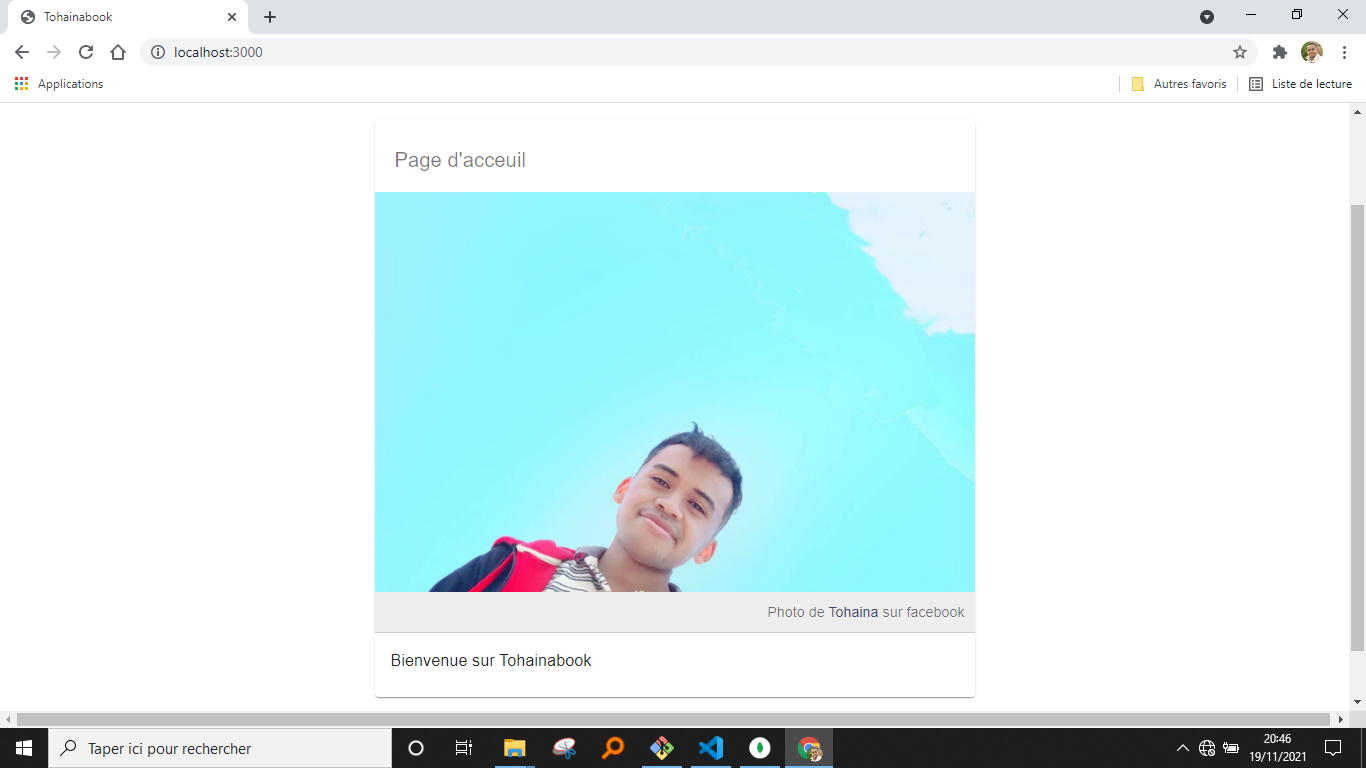 Tohainabook
localhost:3000
Applications
Autres favoris
Liste de lecture
Page d'acceuil
Photo de Tohaina sur facebook
Bienvenue sur Tohainabook
Taper ici pour rechercher
20:46
19/11/2021